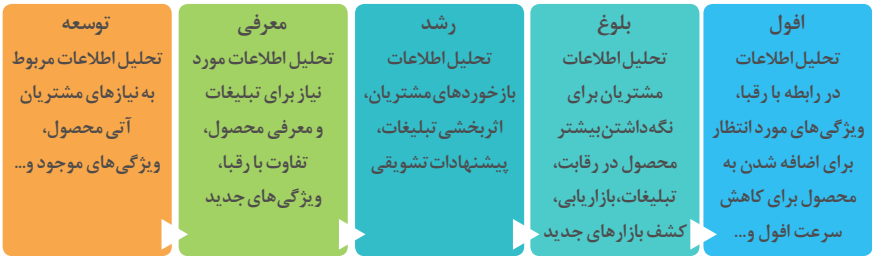 توسعه
تحلیل اطلاعات مربوط
به نیازهای مشتریان
آتی محصول،
ویژگی‌های موجود و...
معرفی
تحلیل اطلاعات مورد
نیاز برای تبلیغات
و معرفی محصول،
تفاوت با رقبا،
ویژگی‌های جدید
رشد
تحلیل اطلاعات
بازخوردهای مشتریان،
اثربخشی تبلیغات،
پیشنهادات تشویقی
بلوغ
تحلیل اطلاعات
مشتریان برای
نگه‌داشتن بیشتر
محصول در رقابت،
تبلیغات، بازاریابی،
کشف بازارهای جدید
افول
تحلیل اطلاعات
در رابطه با رقبا،
ویژگی‌های مورد انتظار
برای اضافه شدن به
محصول برای کاهش
سرعت افول و...